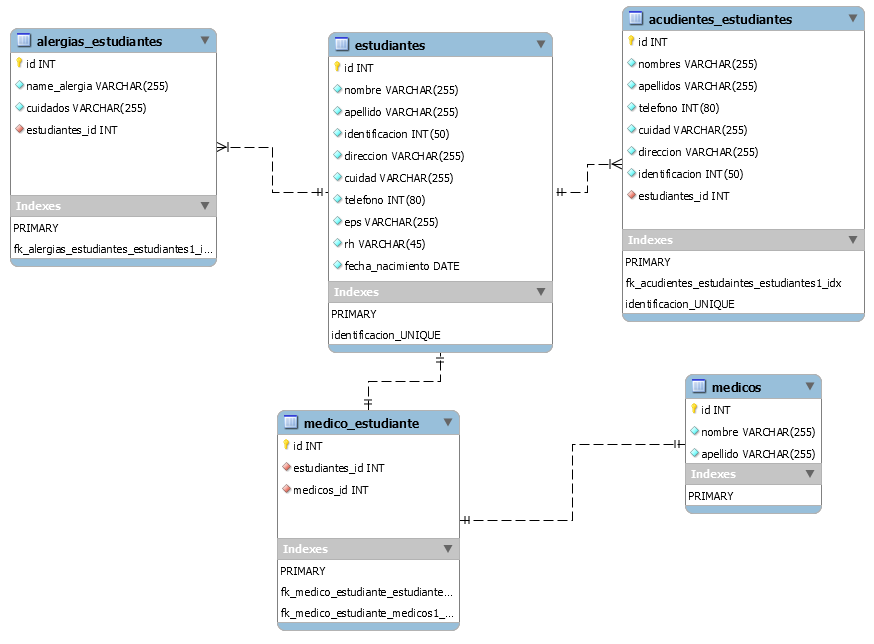 alergias_estudiantes
id INT
name_alergia VARCHAR(255)
cuidados VARCHAR(255)
estudiantes_id INT
Indexes
PRIMARY
fk_alergias_estudiantes_estudiantes1_i...
estudiantes
id INT
nombre VARCHAR(255)
apellido VARCHAR(255)
identificacion INT(50)
direccion VARCHAR(255)
cuidad VARCHAR(255)
telefono INT(80)
eps VARCHAR(255)
rh VARCHAR(45)
fecha_nacimiento DATE
Indexes
PRIMARY
identificacion_UNIQUE
acudientes_estudiantes
id INT
nombres VARCHAR(255)
apellidos VARCHAR(255)
telefono INT(80)
cuidad VARCHAR(255)
direccion VARCHAR(255)
identificacion INT(50)
estudiantes_id INT
Indexes
PRIMARY
fk_acudientes_estudaintes_estudiantes1_idx
identificacion_UNIQUE
medico_estudiante
id INT
estudiantes_id INT
medicos_id INT
Indexes
PRIMARY
fk_medico_estudiante_estudiante...
fk_medico_estudiante_medicos1_...
medicos
id INT
nombre VARCHAR(255)
apellido VARCHAR(255)
Indexes
PRIMARY